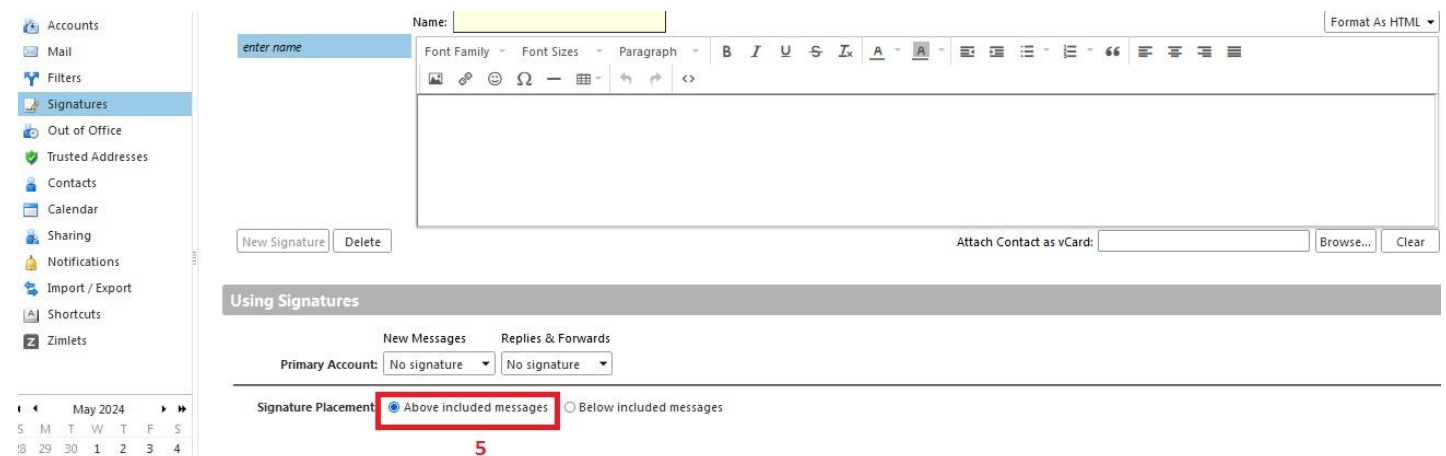 Accounts
Mail
Filters
Signatures
Out of Office
Trusted Addresses
Contacts
Calendar
Sharing
Notifications
Import / Export
Shortcuts
Zimlets
May 2024
S M T W T F S
28 29 30 1 2 3 4
Name:
Format As HTML
enter name
Font Family Font Sizes Paragraph B I U S Tx A A
Ω
New Signature Delete
Attach Contact as vCard: Browse... Clear
Using Signatures
New Messages Replies & Forwards
Primary Account: No signature No signature
Signature Placement Above included messages Below included messages
5